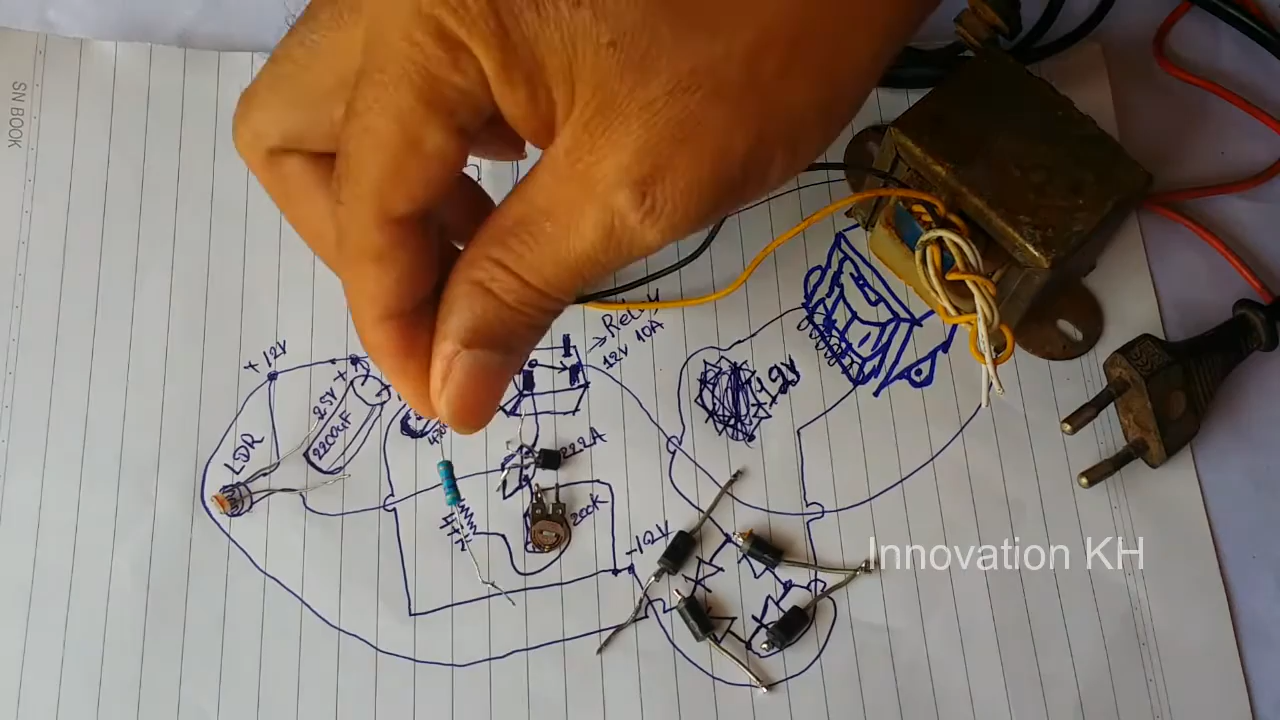 SN BOOK
Relay
12V 10A
+ 12V
25V +
2200uF
LDR
222A
200K
12V
-12V
Innovation KH